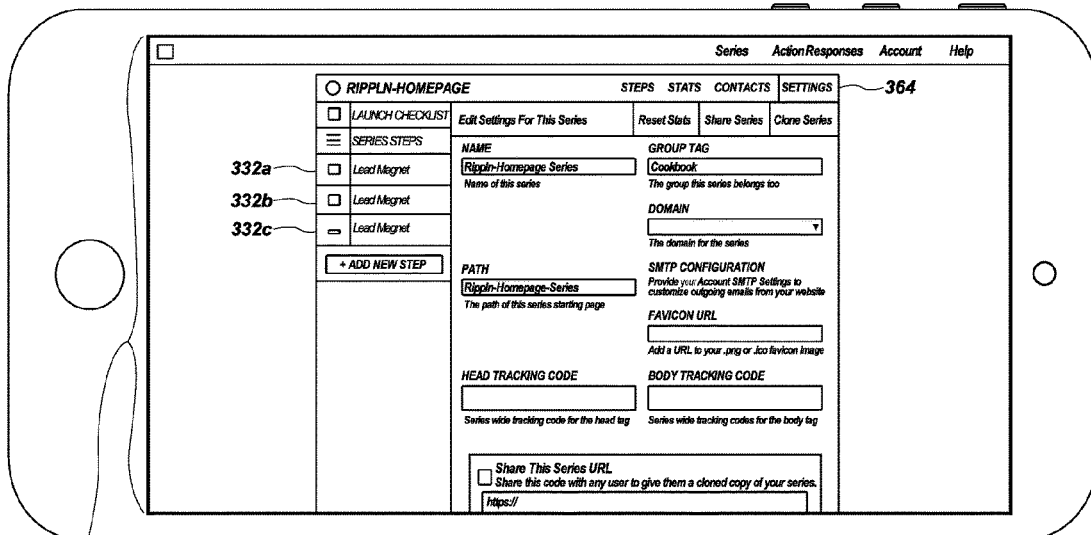 Series Action Responses Account Help
RIPPLN-HOMEPAGE STEPS STATS CONTACTS SETTINGS 364
LAUNCH CHECKLIST Edit Settings For This Series Reset Stats Share Series Clone Series
SERIES STEPS
332a Lead Magnet
332b Lead Magnet
332c Lead Magnet
+ ADD NEW STEP
NAME
Rippln-Homepage Series
Name of this series
GROUP TAG
Cookbook
The group this series belongs too
DOMAIN
The domain for the series
PATH
Rippln-Homepage-Series
The path of this series starting page
SMTP CONFIGURATION
Provide your Account SMTP Settings to
customize outgoing emails from your website
FAVICON URL
Add a URL to your .png or .ico favicon image
HEAD TRACKING CODE
Series wide tracking code for the head tag
BODY TRACKING CODE
Series wide tracking codes for the body tag
Share This Series URL
Share this code with any user to give them a cloned copy of your series.
https://